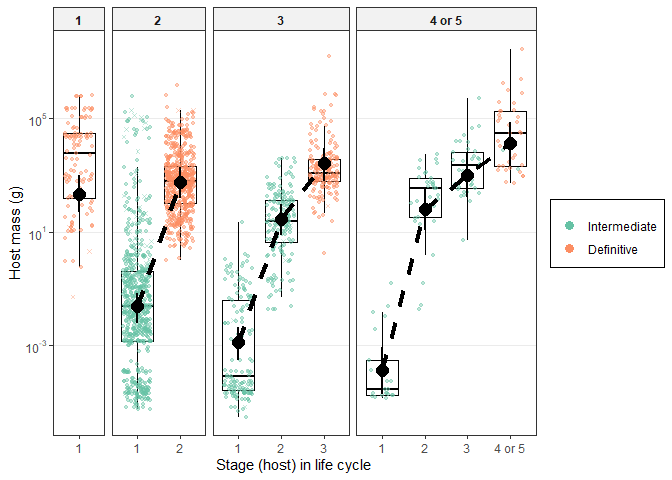 1 2 3 4 or 5
Host mass (g)
10^5
10^1
10^-3
1 1 2 1 2 3 1 2 3 4 or 5
Stage (host) in life cycle
Intermediate
Definitive